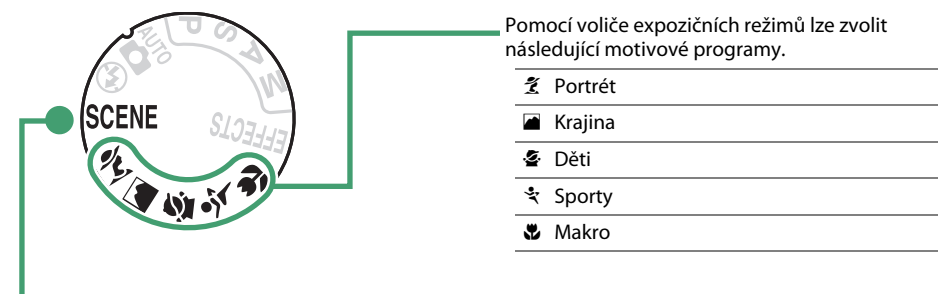 Pomocí voliče expozičních režimů lze zvolit
následující motivové programy.
Portrét
Krajina
Děti
Sporty
Makro
AUTO
P
S
A
M
SCENE
EFFECTS